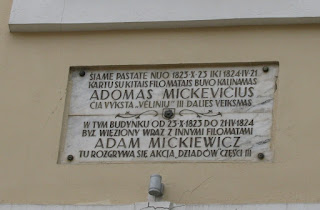 ŠIAME PASTATE NUO 1823·X·23 IKI 1824·IV·21
KARTU SU KITAIS FILOMATAIS BUVO KALINAMAS
ADOMAS MICKEVIČIUS
ČIA VYKSTA „VĖLINIŲ" III DALIES VEIKSMAS
W TYM BUDYNKU OD 23·X·1823 DO 21·IV·1824
BYŁ WIĘZIONY WRAZ Z INNYMI FILOMATAMI
ADAM MICKIEWICZ
TU ROZGRYWA SIĘ AKCJA „DZIADÓW CZĘŚCI III